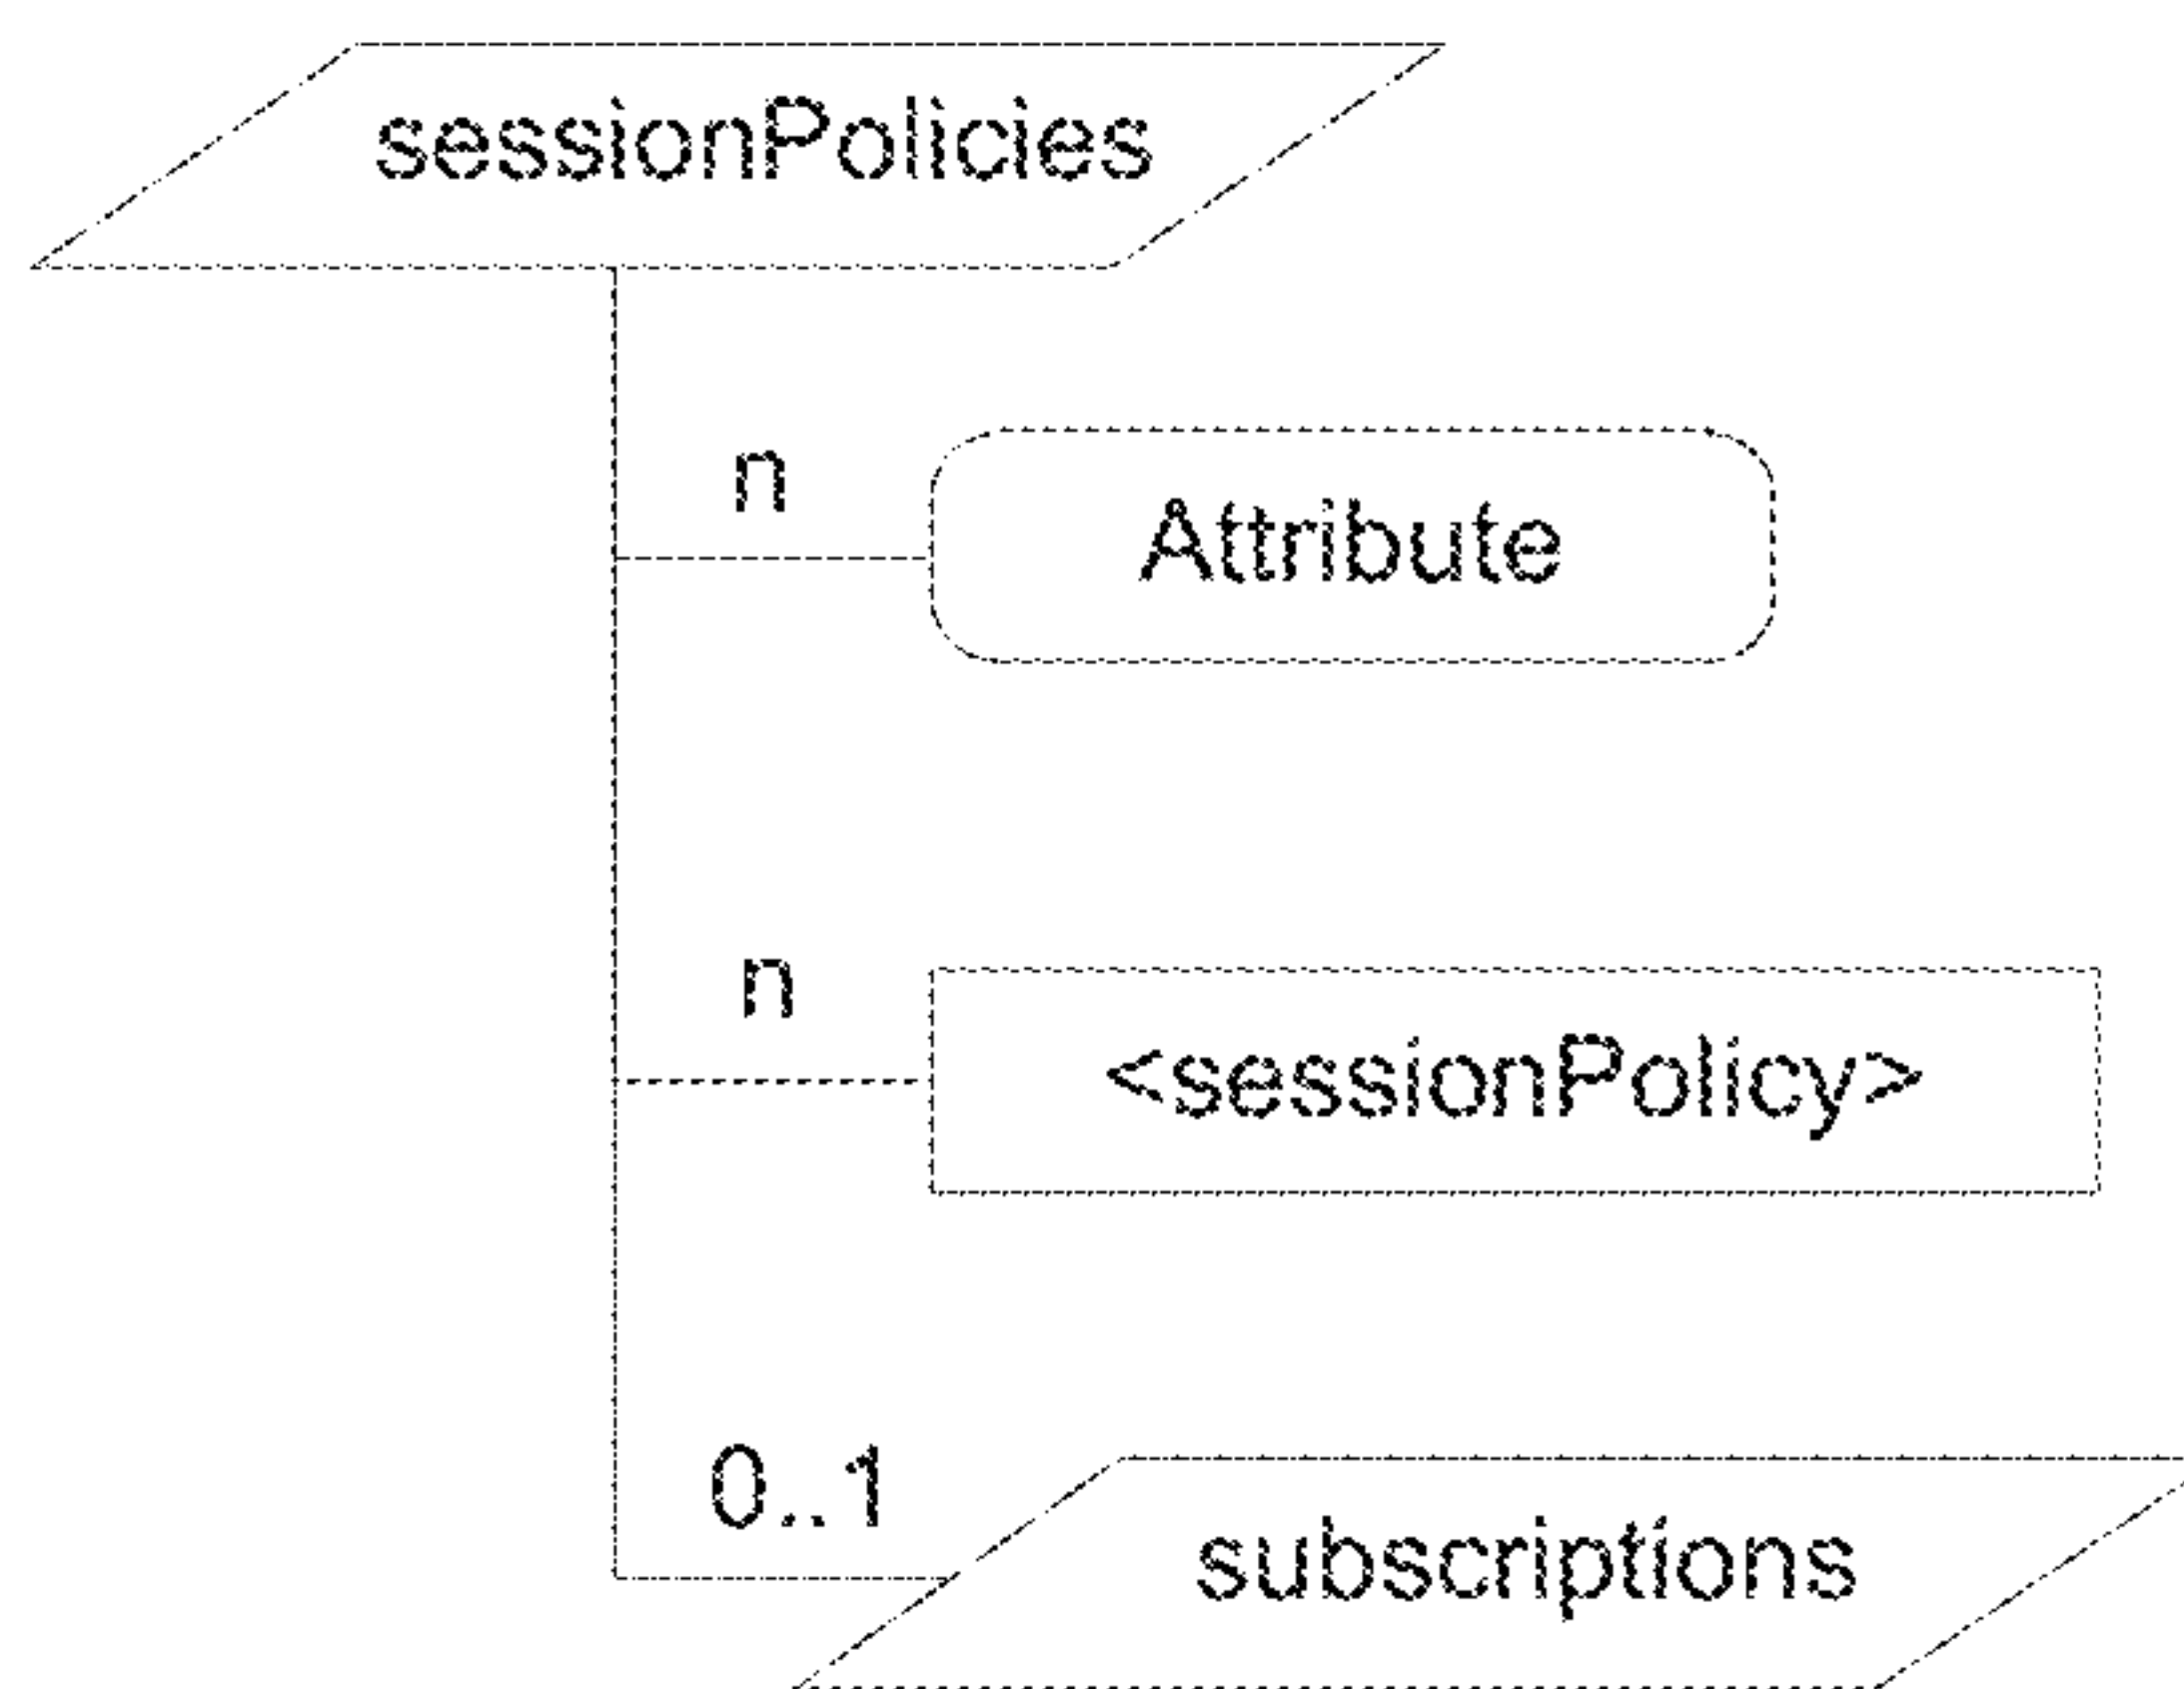 sessionPolicies
n
Attribute
n
<sessionPolicy>
0..1
subscriptions